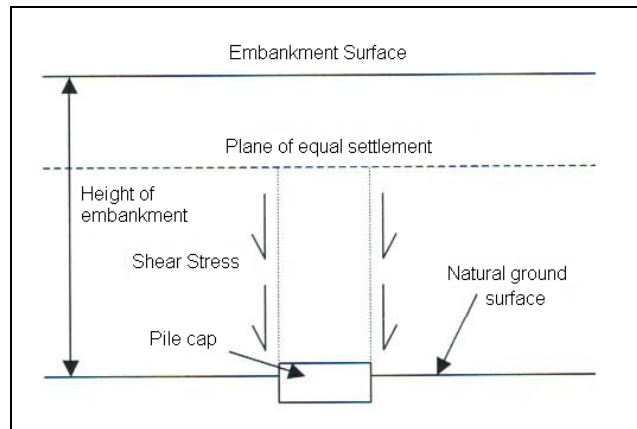 Embankment Surface
Plane of equal settlement
Height of
embankment
Shear Stress
Natural ground
surface
Pile cap